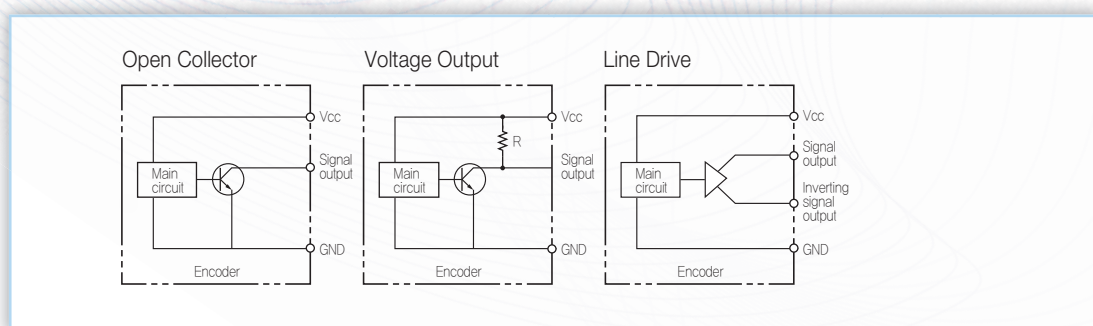 Open Collector
Vcc
Main
circuit
Signal
output
GND
Encoder
Voltage Output
Vcc
R
Main
circuit
Signal
output
GND
Encoder
Line Drive
Vcc
Main
circuit
Signal
output
Inverting
signal
output
GND
Encoder